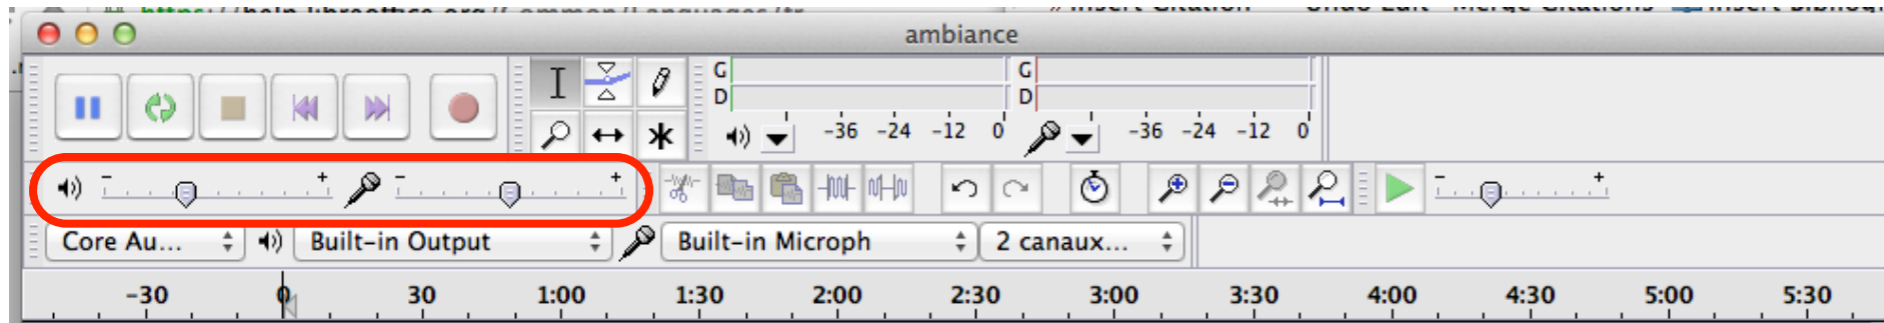 ambiance
G
D
-36 -24 -12 0
G
D
-36 -24 -12 0
- +
- +
- +
Core Au...
Built-in Output
Built-in Microph
2 canaux...
-30 0 30 1:00 1:30 2:00 2:30 3:00 3:30 4:00 4:30 5:00 5:30